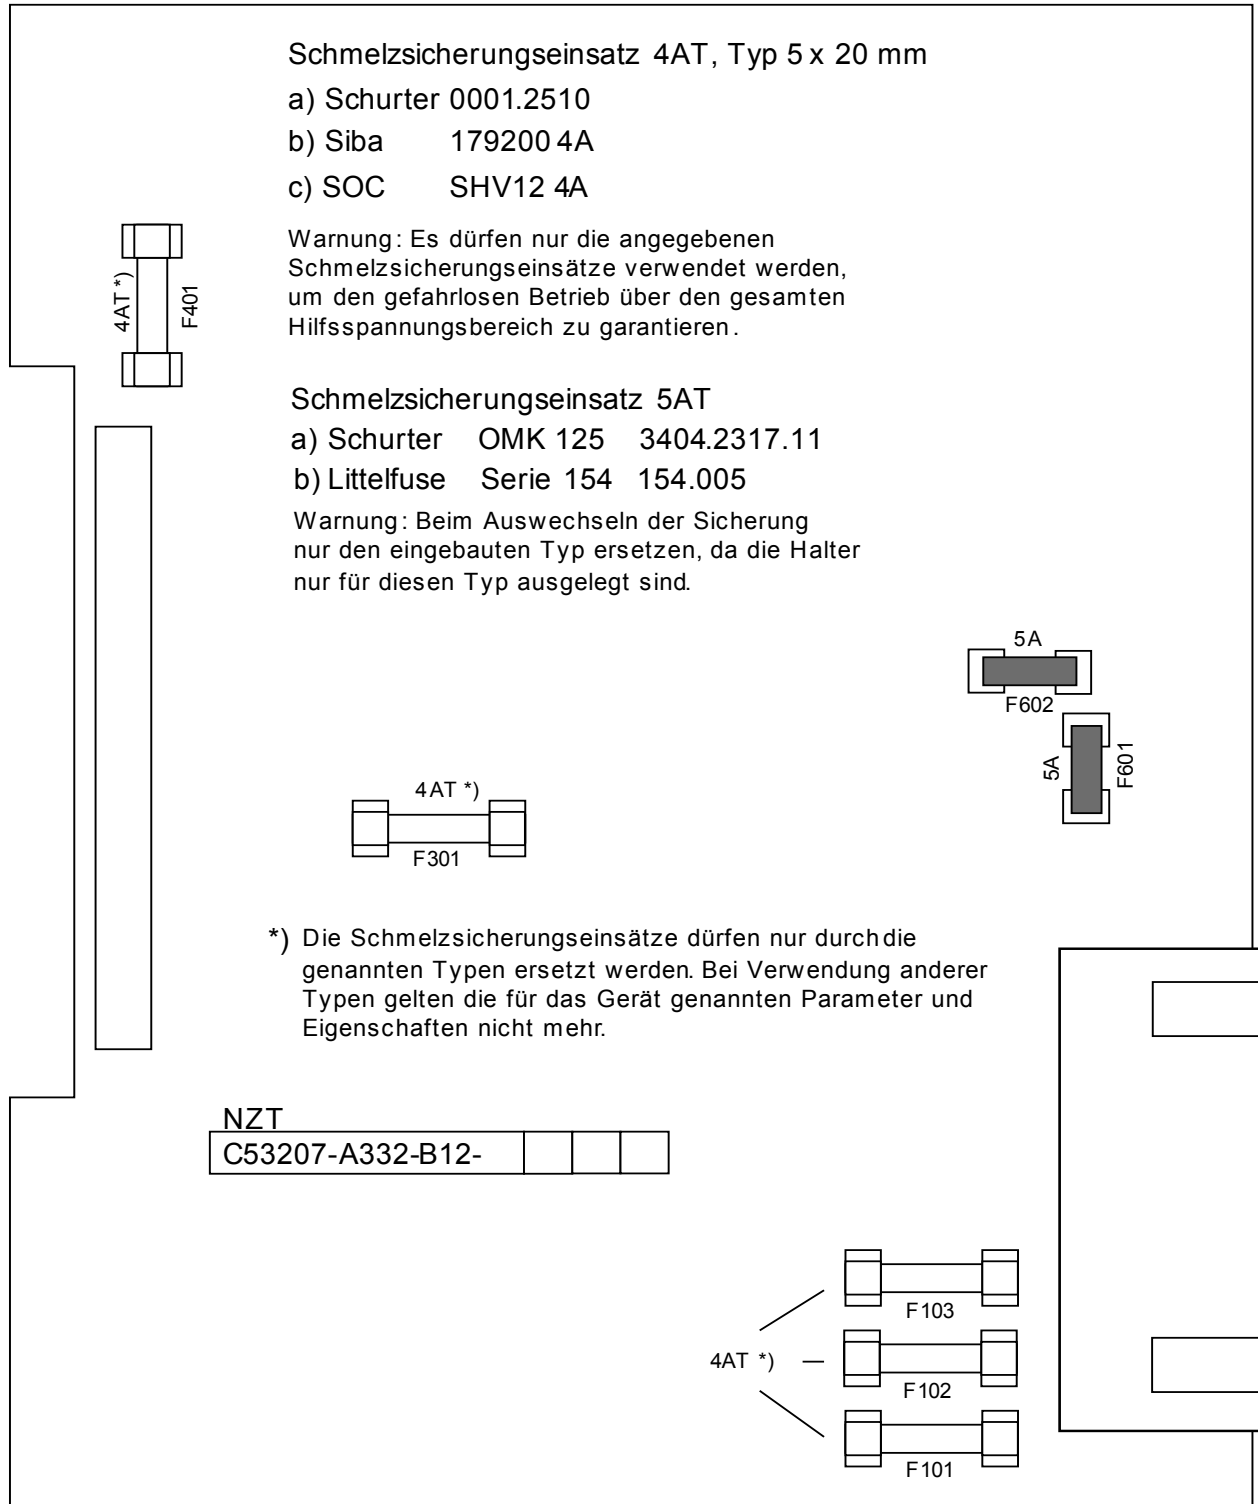 Schmelzsicherungseinsatz 4AT, Typ 5 x 20 mm
a) Schurter 0001.2510
b) Siba 179200 4A
c) SOC SHV12 4A
Warnung: Es dürfen nur die angegebenen
Schmelzsicherungseinsätze verwendet werden,
um den gefahrlosen Betrieb über den gesamten
Hilfsspannungsbereich zu garantieren.
4AT *)
F401
Schmelzsicherungseinsatz 5AT
a) Schurter OMK 125 3404.2317.11
b) Littelfuse Serie 154 154.005
Warnung: Beim Auswechseln der Sicherung
nur den eingebauten Typ ersetzen, da die Halter
nur für diesen Typ ausgelegt sind.
5A
F602
5A
F601
4AT *)
F301
*) Die Schmelzsicherungseinsätze dürfen nur durch die
genannten Typen ersetzt werden. Bei Verwendung anderer
Typen gelten die für das Gerät genannten Parameter und
Eigenschaften nicht mehr.
NZT
C53207-A332-B12-
F103
4AT *)
F102
F101